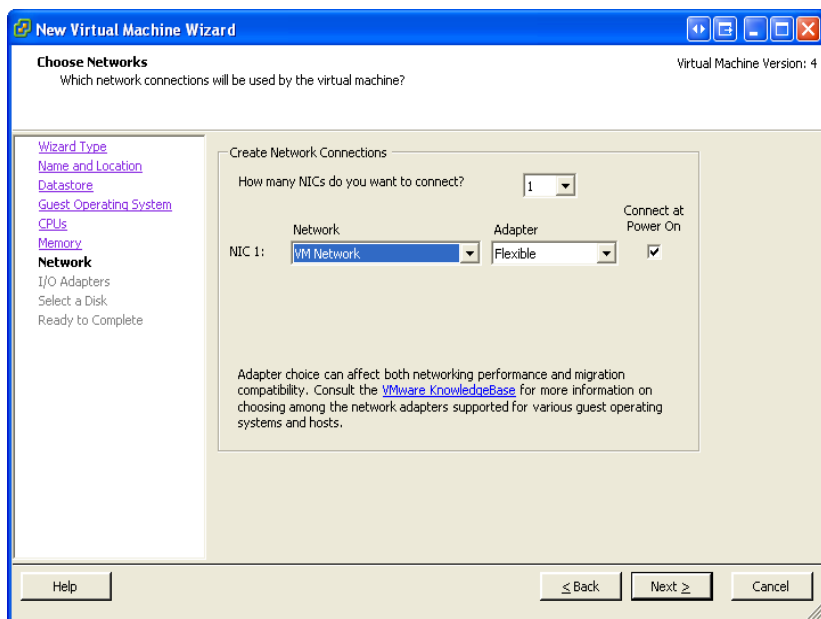 New Virtual Machine Wizard
Choose Networks
Which network connections will be used by the virtual machine?
Virtual Machine Version: 4
Wizard Type
Name and Location
Datastore
Guest Operating System
CPUs
Memory
Network
I/O Adapters
Select a Disk
Ready to Complete
Create Network Connections
How many NICs do you want to connect?
1
Network
Adapter
Connect at
Power On
NIC 1:
VM Network
Flexible
Adapter choice can affect both networking performance and migration
compatibility. Consult the VMware KnowledgeBase for more information on
choosing among the network adapters supported for various guest operating
systems and hosts.
Help
< Back
Next >
Cancel